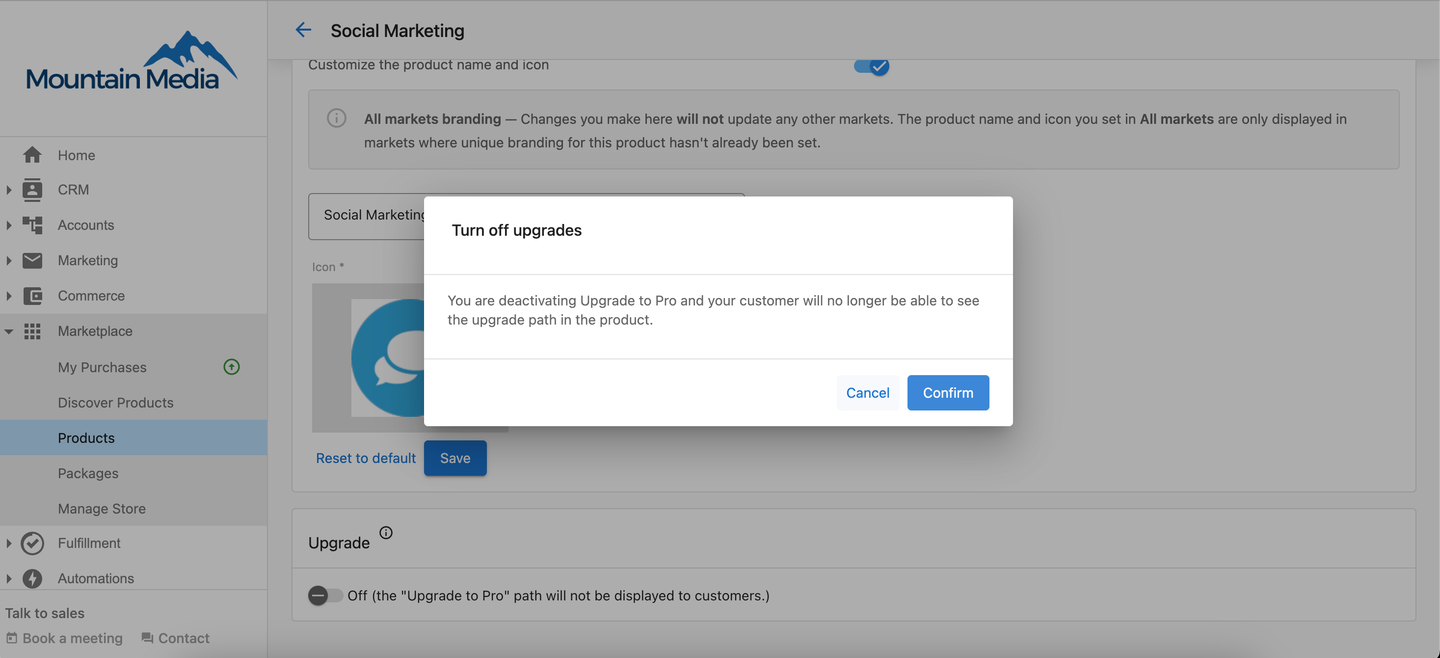 Mountain Media
Home
CRM
Accounts
Marketing
Commerce
Marketplace
My Purchases
Discover Products
Products
Packages
Manage Store
Fulfillment
Automations
Talk to sales
Book a meeting
Contact
Social Marketing
Customize the product name and icon
All markets branding — Changes you make here will not update any other markets. The product name and icon you set in All markets are only displayed in
markets where unique branding for this product hasn't already been set.
Social Marketing
Icon *
Reset to default
Save
Turn off upgrades
You are deactivating Upgrade to Pro and your customer will no longer be able to see
the upgrade path in the product.
Cancel
Confirm
Upgrade
Off (the "Upgrade to Pro" path will not be displayed to customers.)